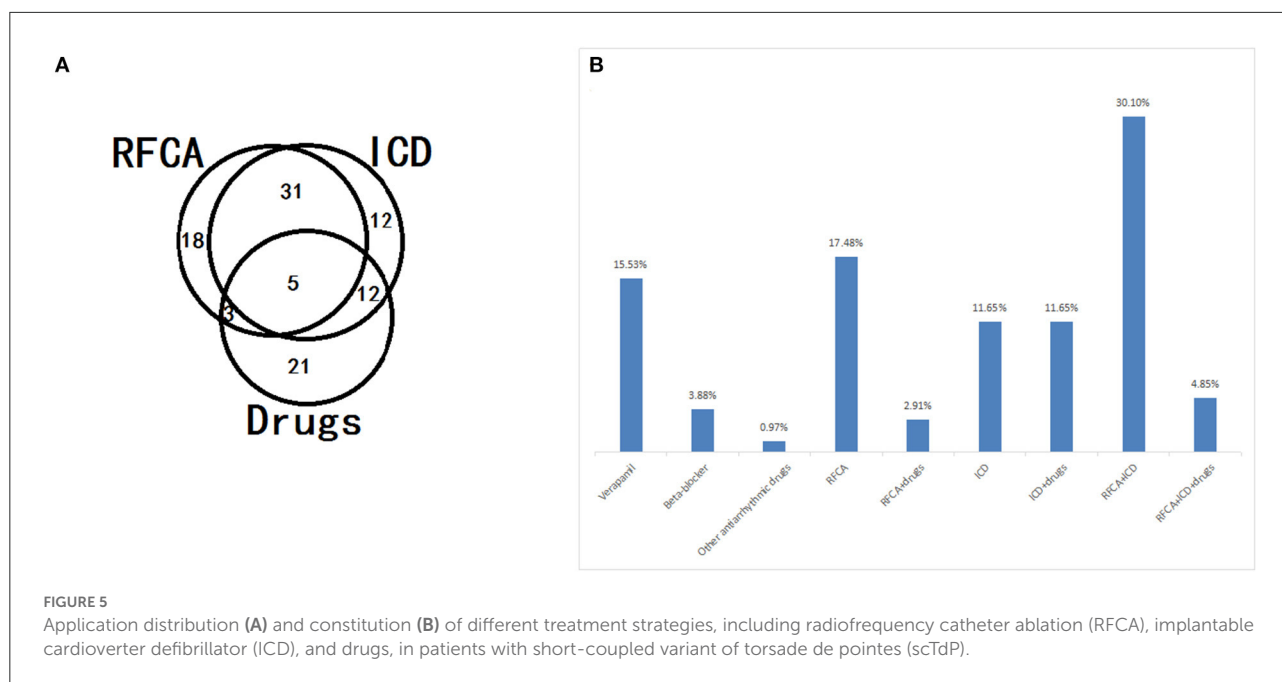 A
RFCA
ICD
31
12
18
5
12
3
21
Drugs
B
30.10%
17.48%
15.53%
11.65%
11.65%
4.85%
3.88%
2.91%
0.97%
Verapamil
Beta-blocker
Other antiarrhythmic drugs
RFCA
RFCA+drugs
ICD
ICD+drugs
RFCA+ICD
RFCA+ICD+drugs
FIGURE 5
Application distribution (A) and constitution (B) of different treatment strategies, including radiofrequency catheter ablation (RFCA), implantable
cardioverter defibrillator (ICD), and drugs, in patients with short-coupled variant of torsade de pointes (scTdP).